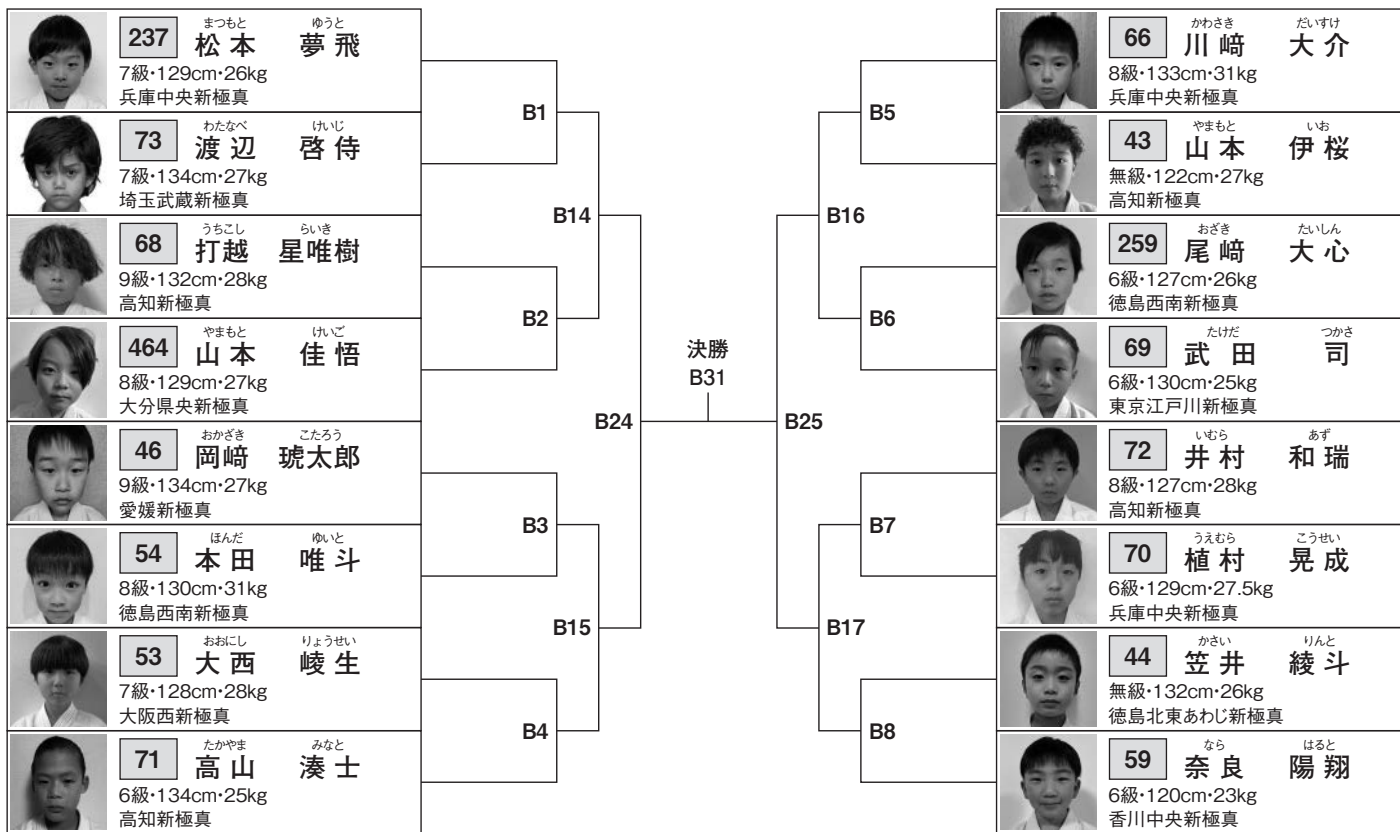 まつもと ゆうと
237 松本 夢飛
7級・129cm・26kg
兵庫中央新極真
わたなべ けいじ
73 渡辺 啓侍
7級・134cm・27kg
埼玉武蔵新極真
うちこし らいき
68 打越 星唯樹
9級・132cm・28kg
高知新極真
やまもと けいご
464 山本 佳悟
8級・129cm・27kg
大分県央新極真
おかざき こたろう
46 岡﨑 琥太郎
9級・134cm・27kg
愛媛新極真
ほんだ ゆいと
54 本田 唯斗
8級・130cm・31kg
徳島西南新極真
おおにし りょうせい
53 大西 崚生
7級・128cm・28kg
大阪西新極真
たかやま みなと
71 高山 湊士
6級・134cm・25kg
高知新極真
B1
B14
B2
B24
B3
B15
B4
決勝
B31
B5
B16
B6
B25
B7
B17
B8
かわさき だいすけ
66 川﨑 大介
8級・133cm・31kg
兵庫中央新極真
やまもと いお
43 山本 伊桜
無級・122cm・27kg
高知新極真
おざき たいしん
259 尾﨑 大心
6級・127cm・26kg
徳島西南新極真
たけだ つかさ
69 武田 司
6級・130cm・25kg
東京江戸川新極真
いむら あず
72 井村 和瑞
8級・127cm・28kg
高知新極真
うえむら こうせい
70 植村 晃成
6級・129cm・27.5kg
兵庫中央新極真
かさい りんと
44 笠井 綾斗
無級・132cm・26kg
徳島北東あわじ新極真
なら はると
59 奈良 陽翔
6級・120cm・23kg
香川中央新極真